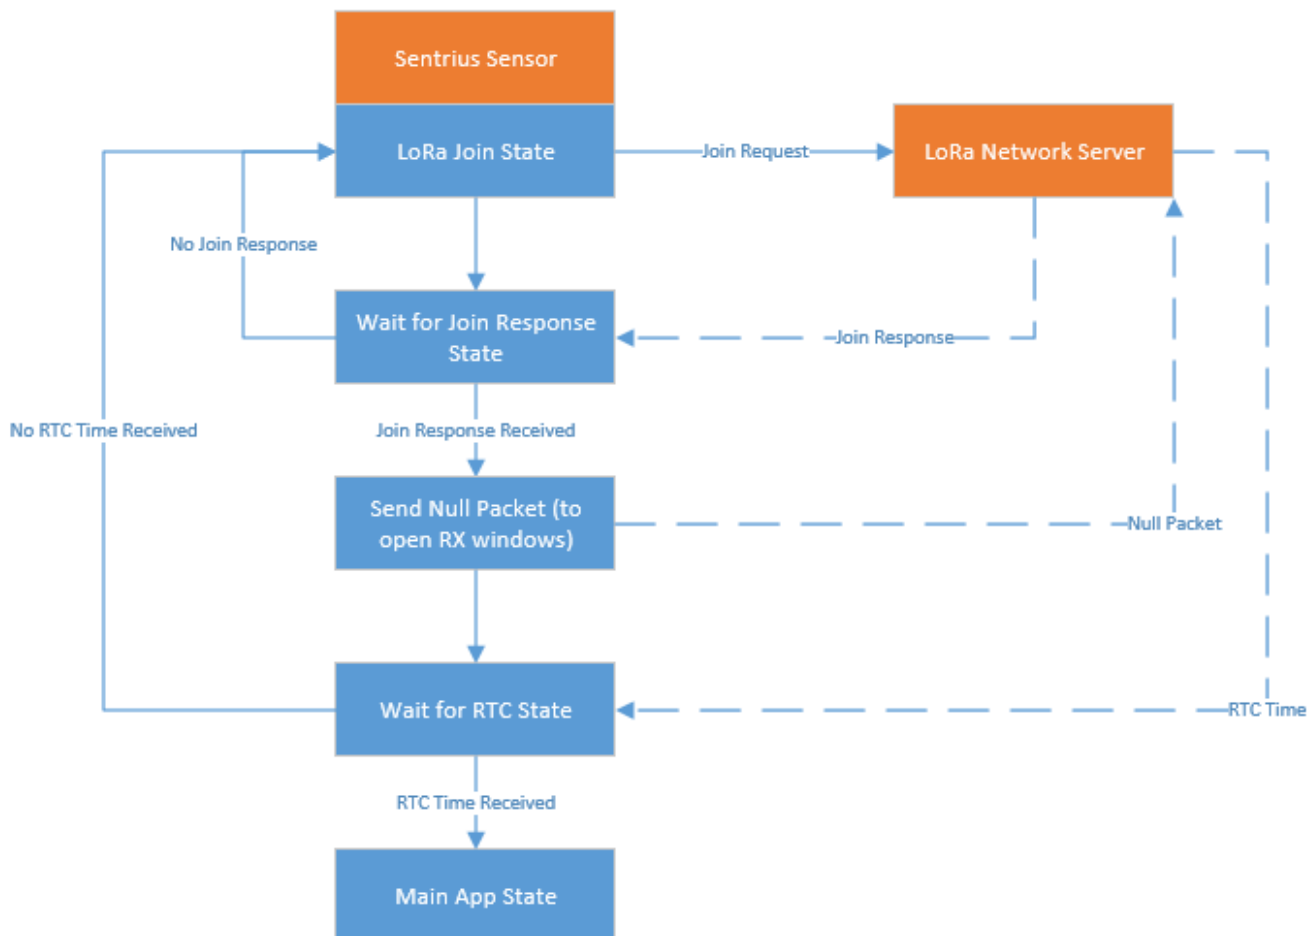 Sentrius Sensor
LoRa Join State
Join Request
LoRa Network Server
No Join Response
Wait for Join Response
State
Join Response
No RTC Time Received
Join Response Received
Send Null Packet (to
open RX windows)
Null Packet
Wait for RTC State
RTC Time
RTC Time Received
Main App State